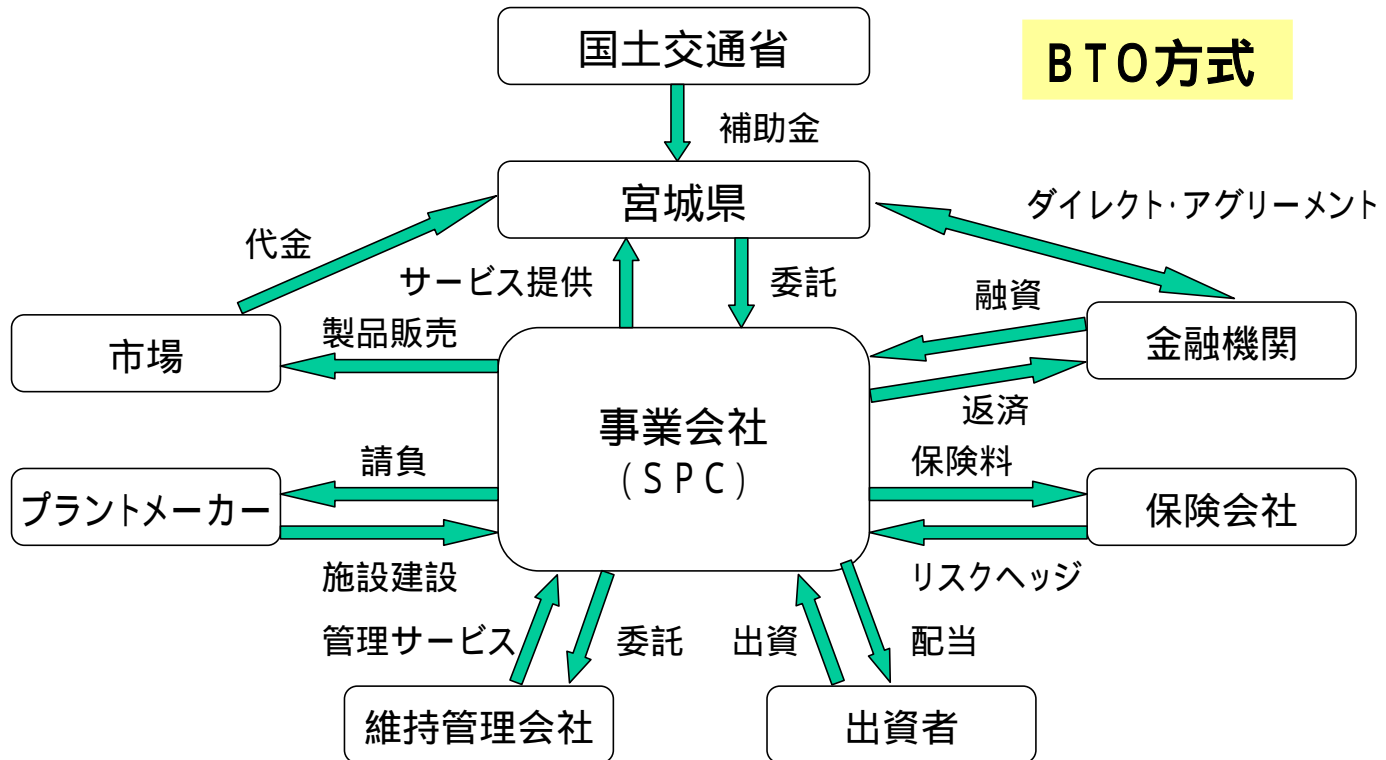 国土交通省
BTO方式
補助金
宮城県
ダイレクト・アグリーメント
代金
サービス提供
委託
融資
市場
製品販売
金融機関
返済
事業会社
(SPC)
請負
保険料
プラントメーカー
保険会社
施設建設
リスクヘッジ
管理サービス
委託
出資
配当
維持管理会社
出資者